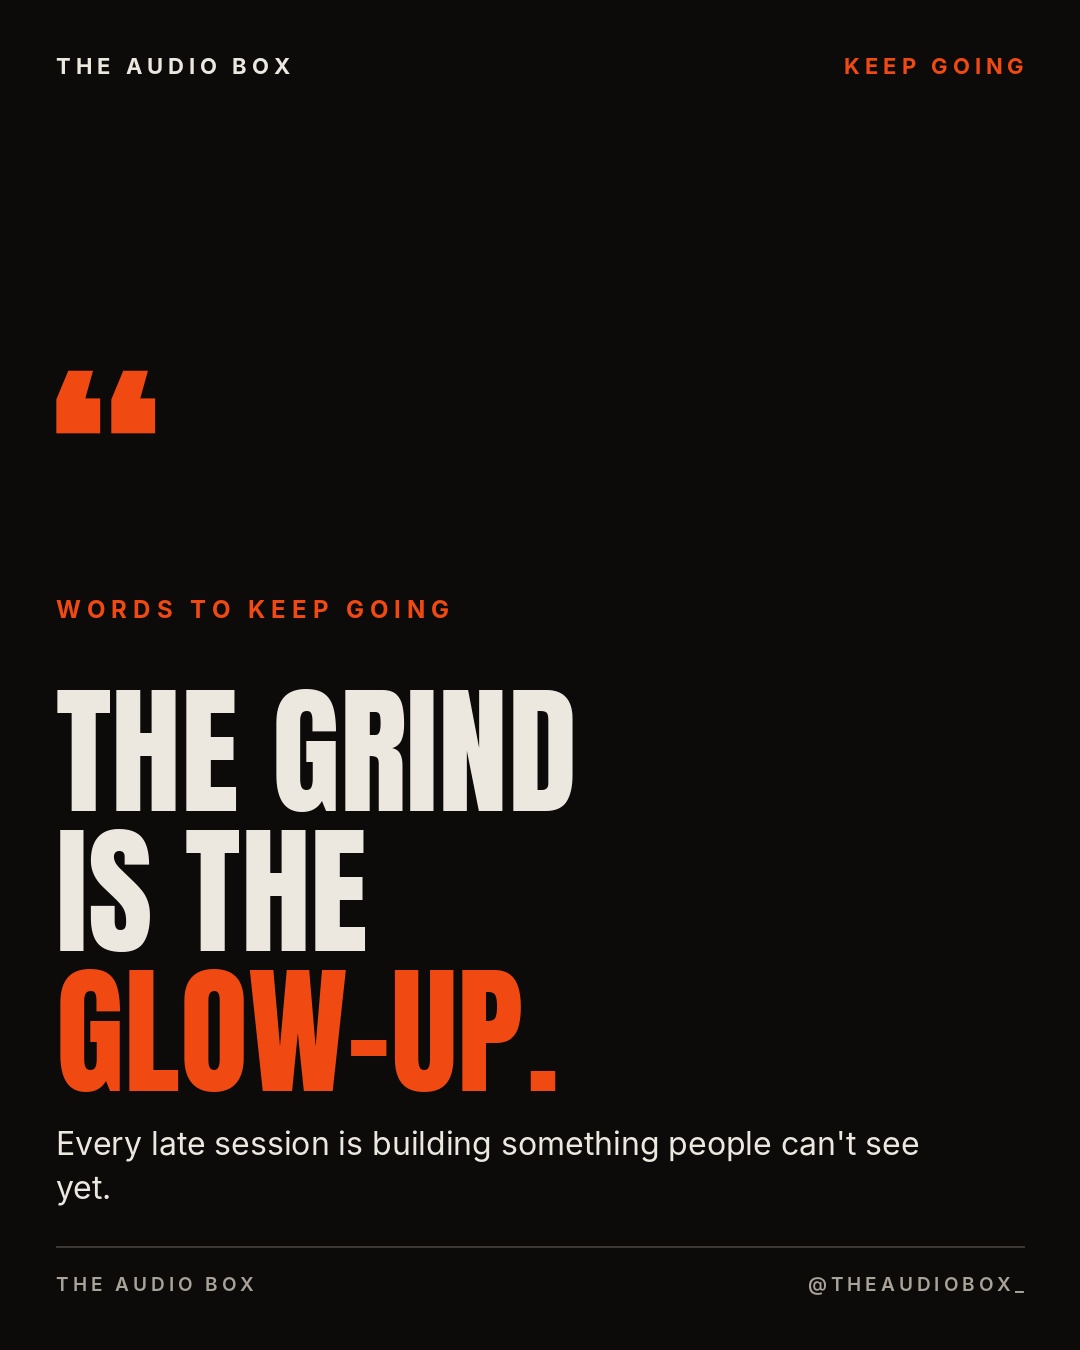 THE AUDIO BOX
KEEP GOING
❝
WORDS TO KEEP GOING
THE GRIND
IS THE
GLOW-UP.
Every late session is building something people can't see
yet.
THE AUDIO BOX
@THEAUDIOBOX_